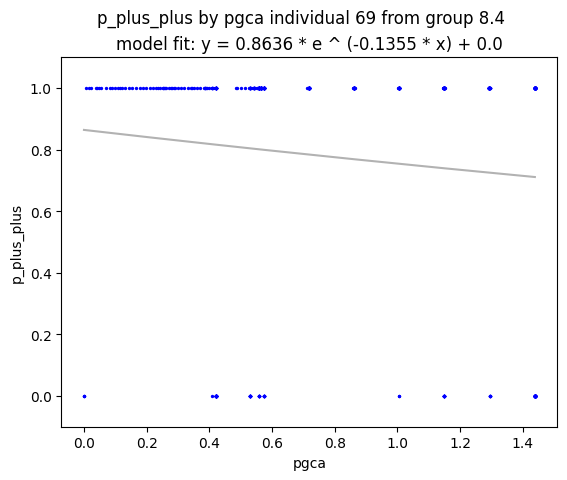 p_plus_plus by pgca individual 69 from group 8.4
model fit: y = 0.8636 * e ^ (-0.1355 * x) + 0.0
1.0
0.8
0.6
0.4
0.2
0.0
p_plus_plus
0.0 0.2 0.4 0.6 0.8 1.0 1.2 1.4
pgca